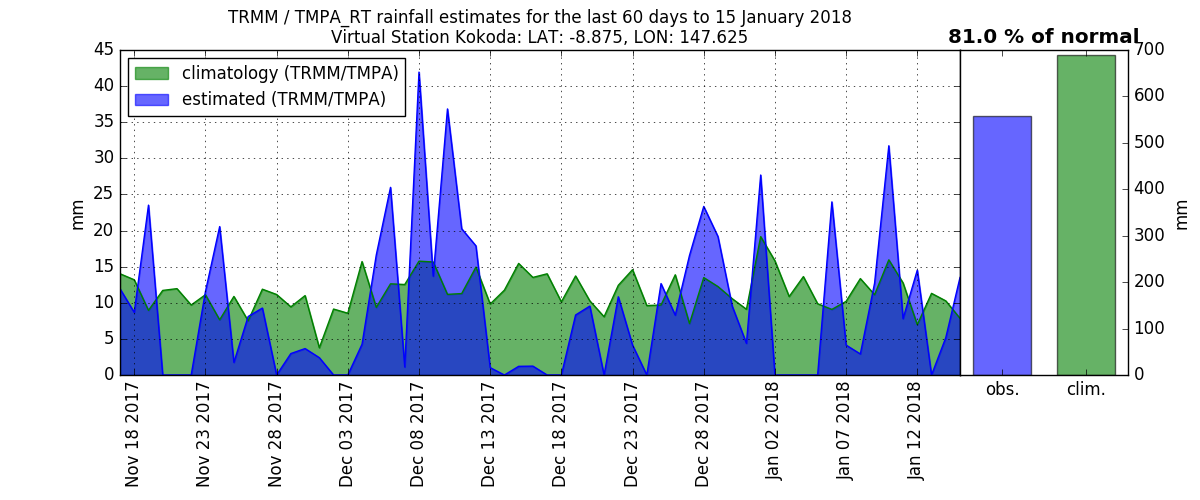 TRMM / TMPA_RT rainfall estimates for the last 60 days to 15 January 2018
Virtual Station Kokoda: LAT: -8.875, LON: 147.625
81.0 % of normal
climatology (TRMM/TMPA)
estimated (TRMM/TMPA)
45
40
35
30
25
20
15
10
5
0
mm
Nov 18 2017
Nov 23 2017
Nov 28 2017
Dec 03 2017
Dec 08 2017
Dec 13 2017
Dec 18 2017
Dec 23 2017
Dec 28 2017
Jan 02 2018
Jan 07 2018
Jan 12 2018
700
600
500
400
300
200
100
0
mm
obs.
clim.